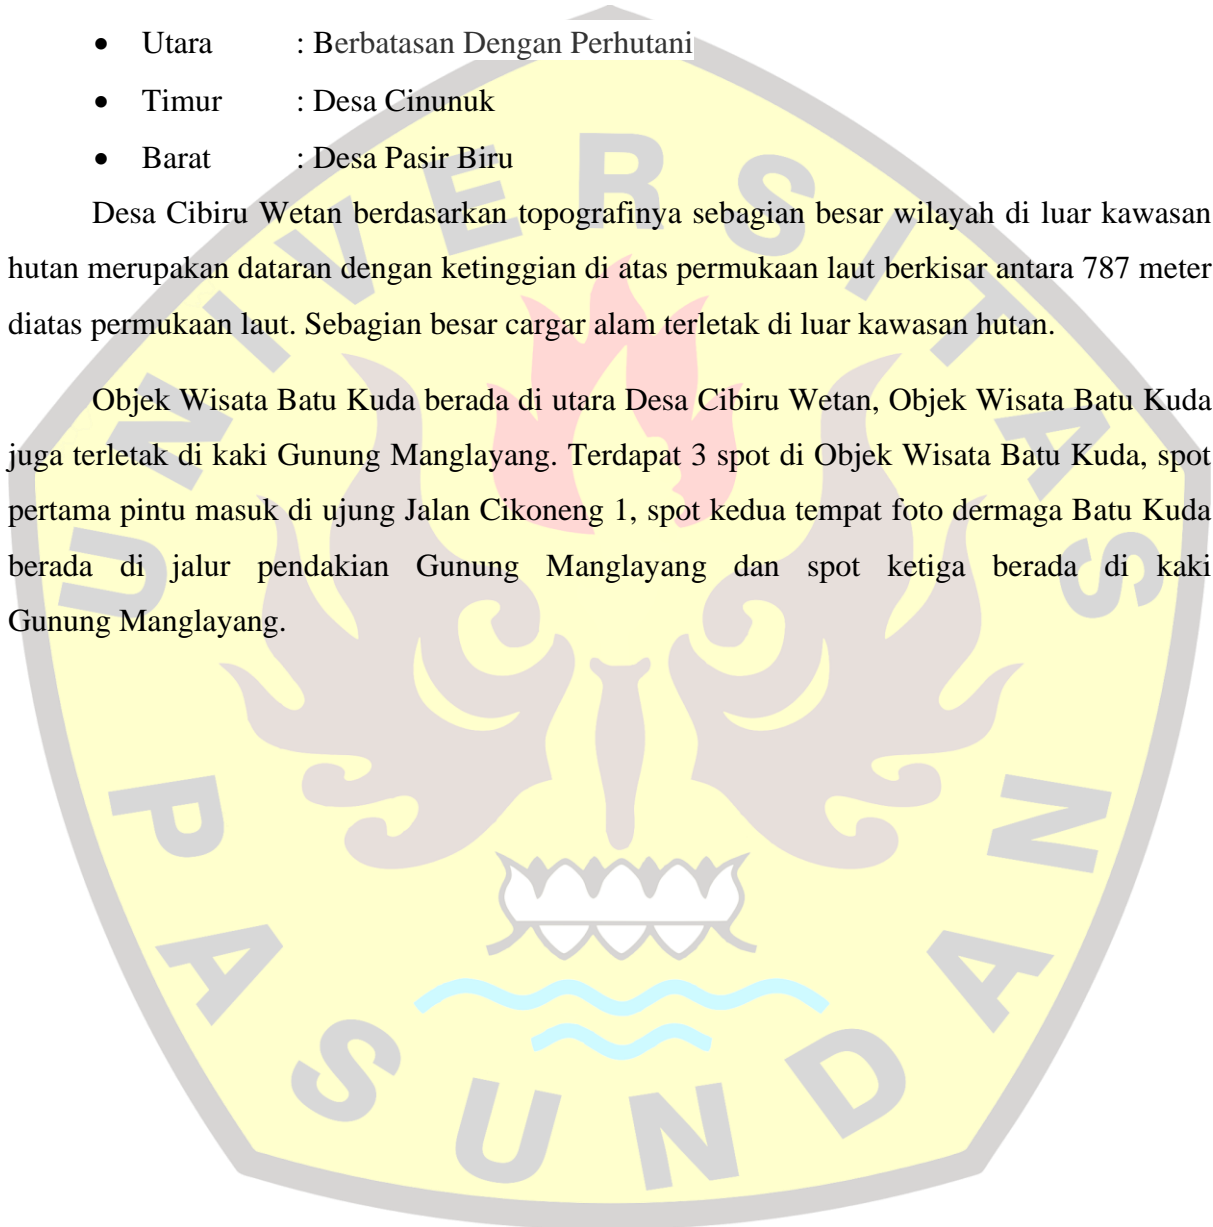 • Utara : Berbatasan Dengan Perhutani
• Timur : Desa Cinunuk
• Barat : Desa Pasir Biru
Desa Cibiru Wetan berdasarkan topografinya sebagian besar wilayah di luar kawasan
hutan merupakan dataran dengan ketinggian di atas permukaan laut berkisar antara 787 meter
diatas permukaan laut. Sebagian besar cargar alam terletak di luar kawasan hutan.
Objek Wisata Batu Kuda berada di utara Desa Cibiru Wetan, Objek Wisata Batu Kuda
juga terletak di kaki Gunung Manglayang. Terdapat 3 spot di Objek Wisata Batu Kuda, spot
pertama pintu masuk di ujung Jalan Cikoneng 1, spot kedua tempat foto dermaga Batu Kuda
berada di jalur pendakian Gunung Manglayang dan spot ketiga berada di kaki
Gunung Manglayang.
UNIVERSITAS
PASUNDAN